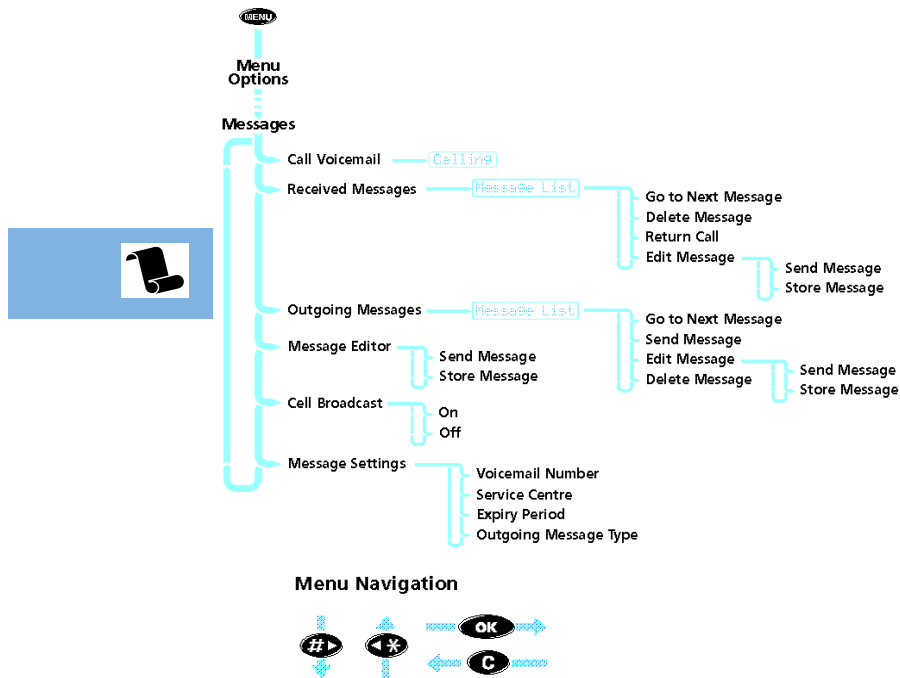 MENU
Menu
Options
Messages
Call Voicemail
Calling
Received Messages
Message List
Go to Next Message
Delete Message
Return Call
Edit Message
Send Message
Store Message
Outgoing Messages
Message List
Go to Next Message
Send Message
Edit Message
Send Message
Store Message
Delete Message
Message Editor
Send Message
Store Message
Cell Broadcast
On
Off
Message Settings
Voicemail Number
Service Centre
Expiry Period
Outgoing Message Type
Menu Navigation
#
*
OK
C